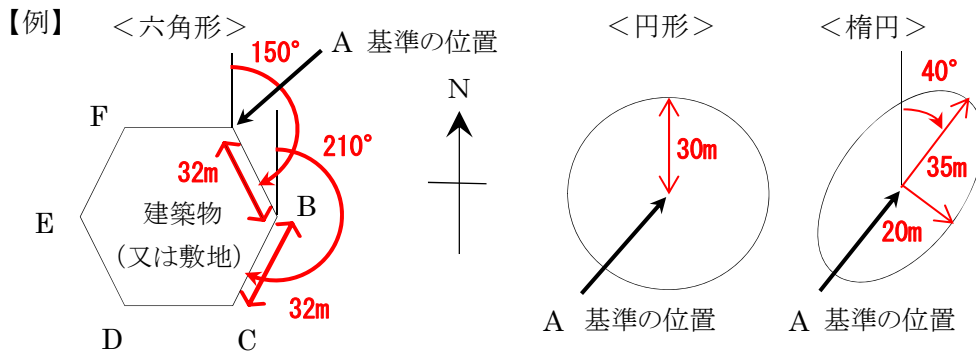 【例】
＜六角形＞
150°
A 基準の位置
F
210°
32m
B
E
建築物
（又は敷地）
32m
D
C
N
＜円形＞
30m
A 基準の位置
＜楕円＞
40°
35m
20m
A 基準の位置